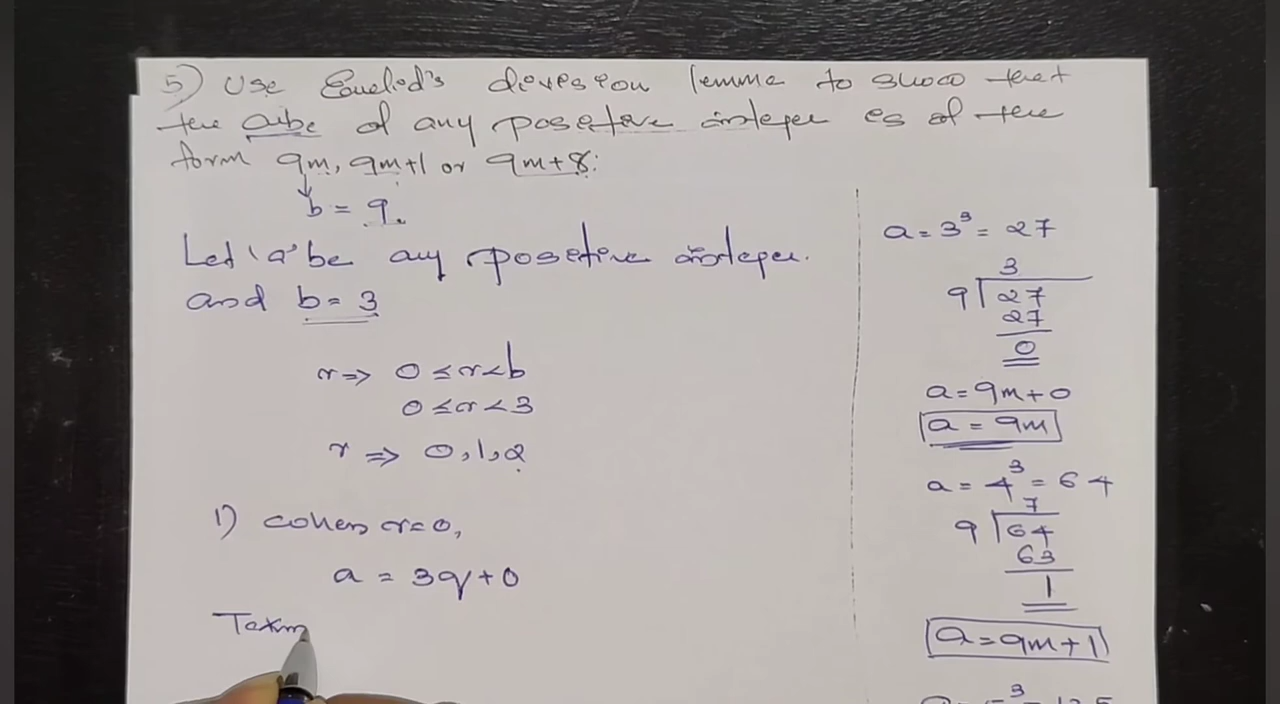 5) Use Euclid's division lemma to show that
the cube of any positive integer is of the
form 9m, 9m+1 or 9m+8.
b = 9.
Let 'a' be any positive integer.
and b = 3
r => 0 ≤ r < b
0 ≤ r < 3
r => 0, 1, 2
1) when r=0,
a = 3q + 0
a = 3³ = 27
3
9 27
27
0
a = 9m + 0
a = 9m
a = 4³ = 64
7
9 64
63
1
a = 9m + 1